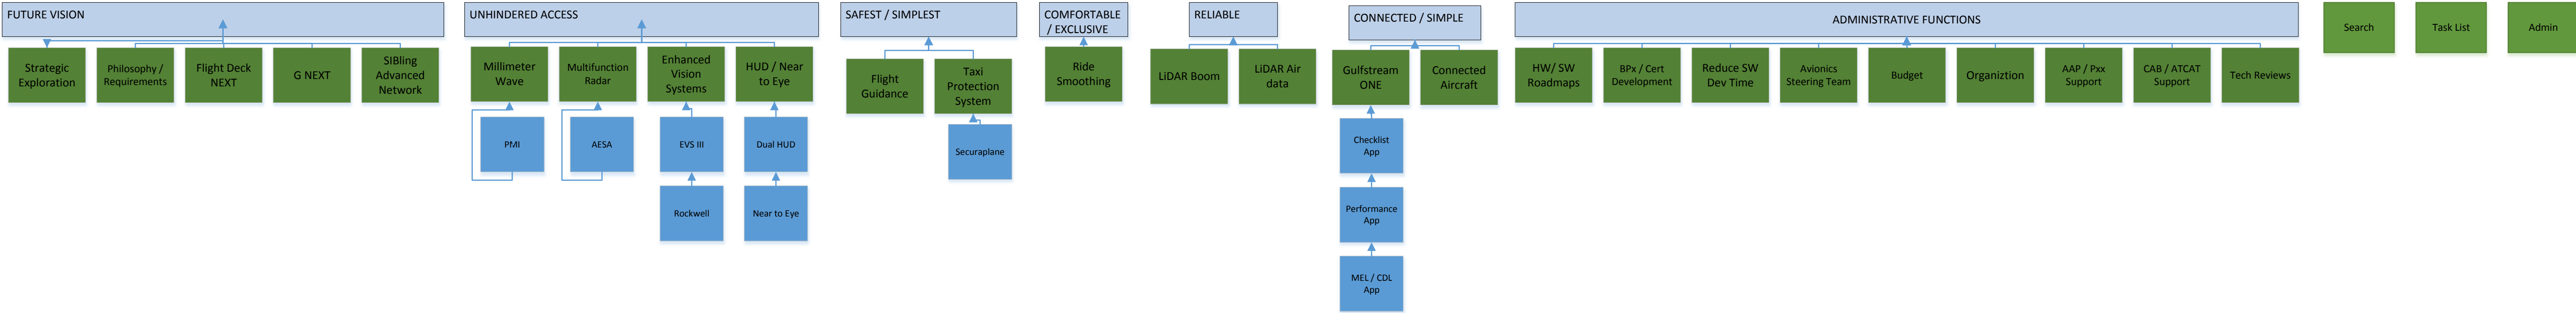 FUTURE VISION
UNHINDERED ACCESS
SAFEST / SIMPLEST
COMFORTABLE
/ EXCLUSIVE
RELIABLE
CONNECTED / SIMPLE
ADMINISTRATIVE FUNCTIONS
Search
Task List
Admin
Strategic
Exploration
Philosophy /
Requirements
Flight Deck
NEXT
G NEXT
SIBling
Advanced
Network
Millimeter
Wave
Multifunction
Radar
Enhanced
Vision
Systems
HUD / Near
to Eye
Flight
Guidance
Taxi
Protection
System
Ride
Smoothing
LiDAR Boom
LiDAR Air
data
Gulfstream
ONE
Connected
Aircraft
HW/ SW
Roadmaps
BPx / Cert
Development
Reduce SW
Dev Time
Avionics
Steering Team
Budget
Organiztion
AAP / Pxx
Support
CAB / ATCAT
Support
Tech Reviews
PMI
AESA
EVS III
Dual HUD
Securaplane
Checklist
App
Rockwell
Near to Eye
Performance
App
MEL / CDL
App